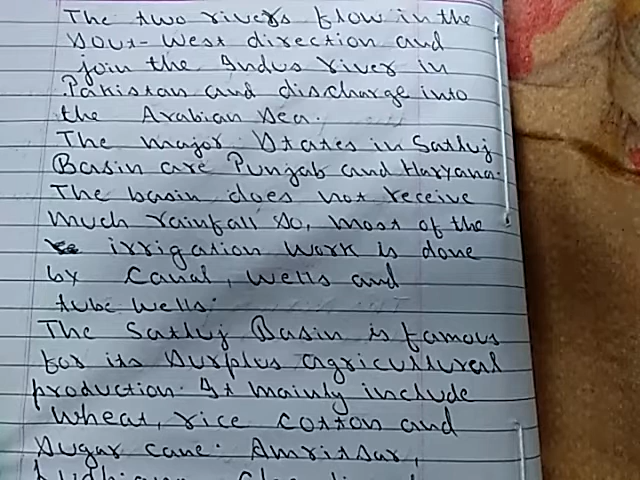 The two rivers flow in the
Sout-West direction and
join the Indus river in
Pakistan and discharge into
the Arabian Sea.
The major States in Satluj
Basin are Punjab and Haryana.
The basin does not receive
much rainfall so, most of the
irrigation work is done
by Canal, Wells and
tube wells.
The Satluj Basin is famous
for its surplus agricultural
production. It mainly include
Wheat, rice cotton and
Sugar cane. Amritsar,